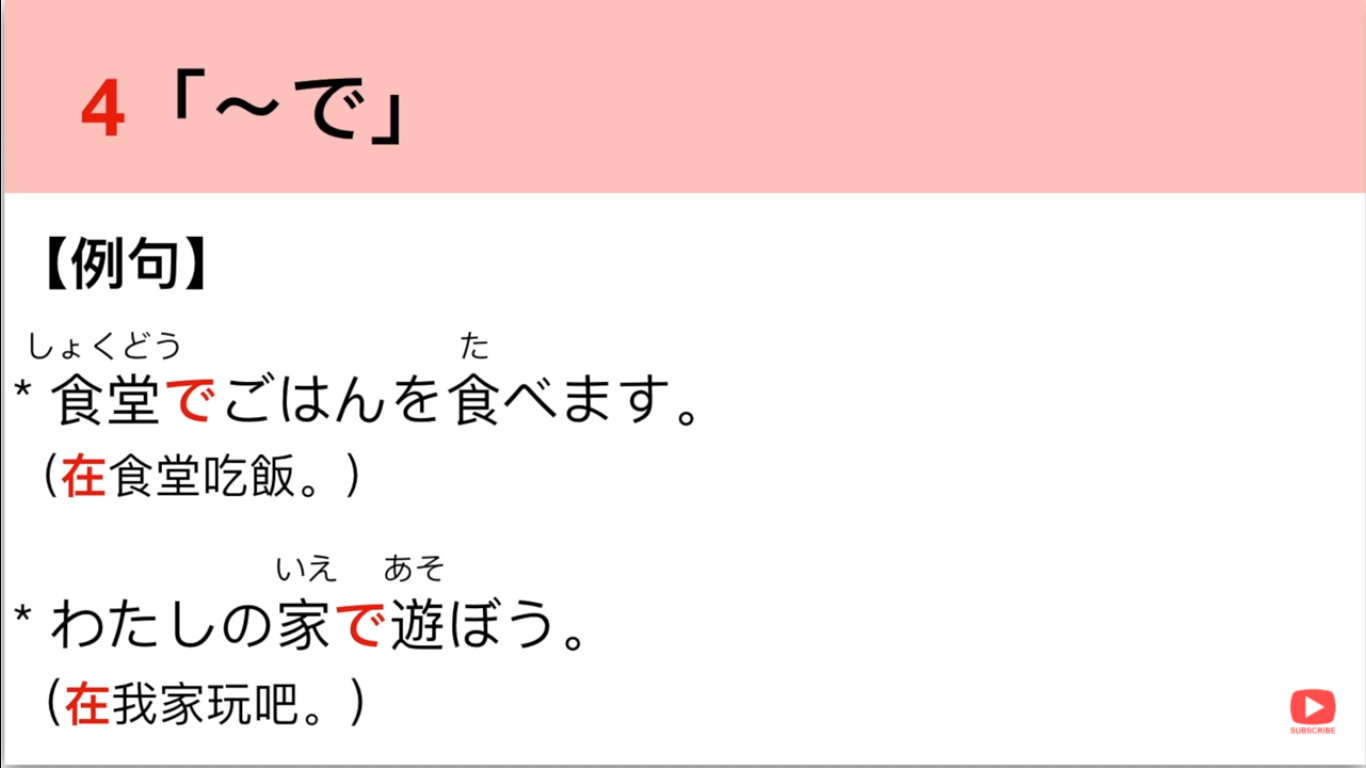 4「～で」
【例句】
しょくどう た
* 食堂でごはんを食べます。
（在食堂吃飯。）
いえ あそ
* わたしの家で遊ぼう。
（在我家玩吧。）
SUBSCRIBE